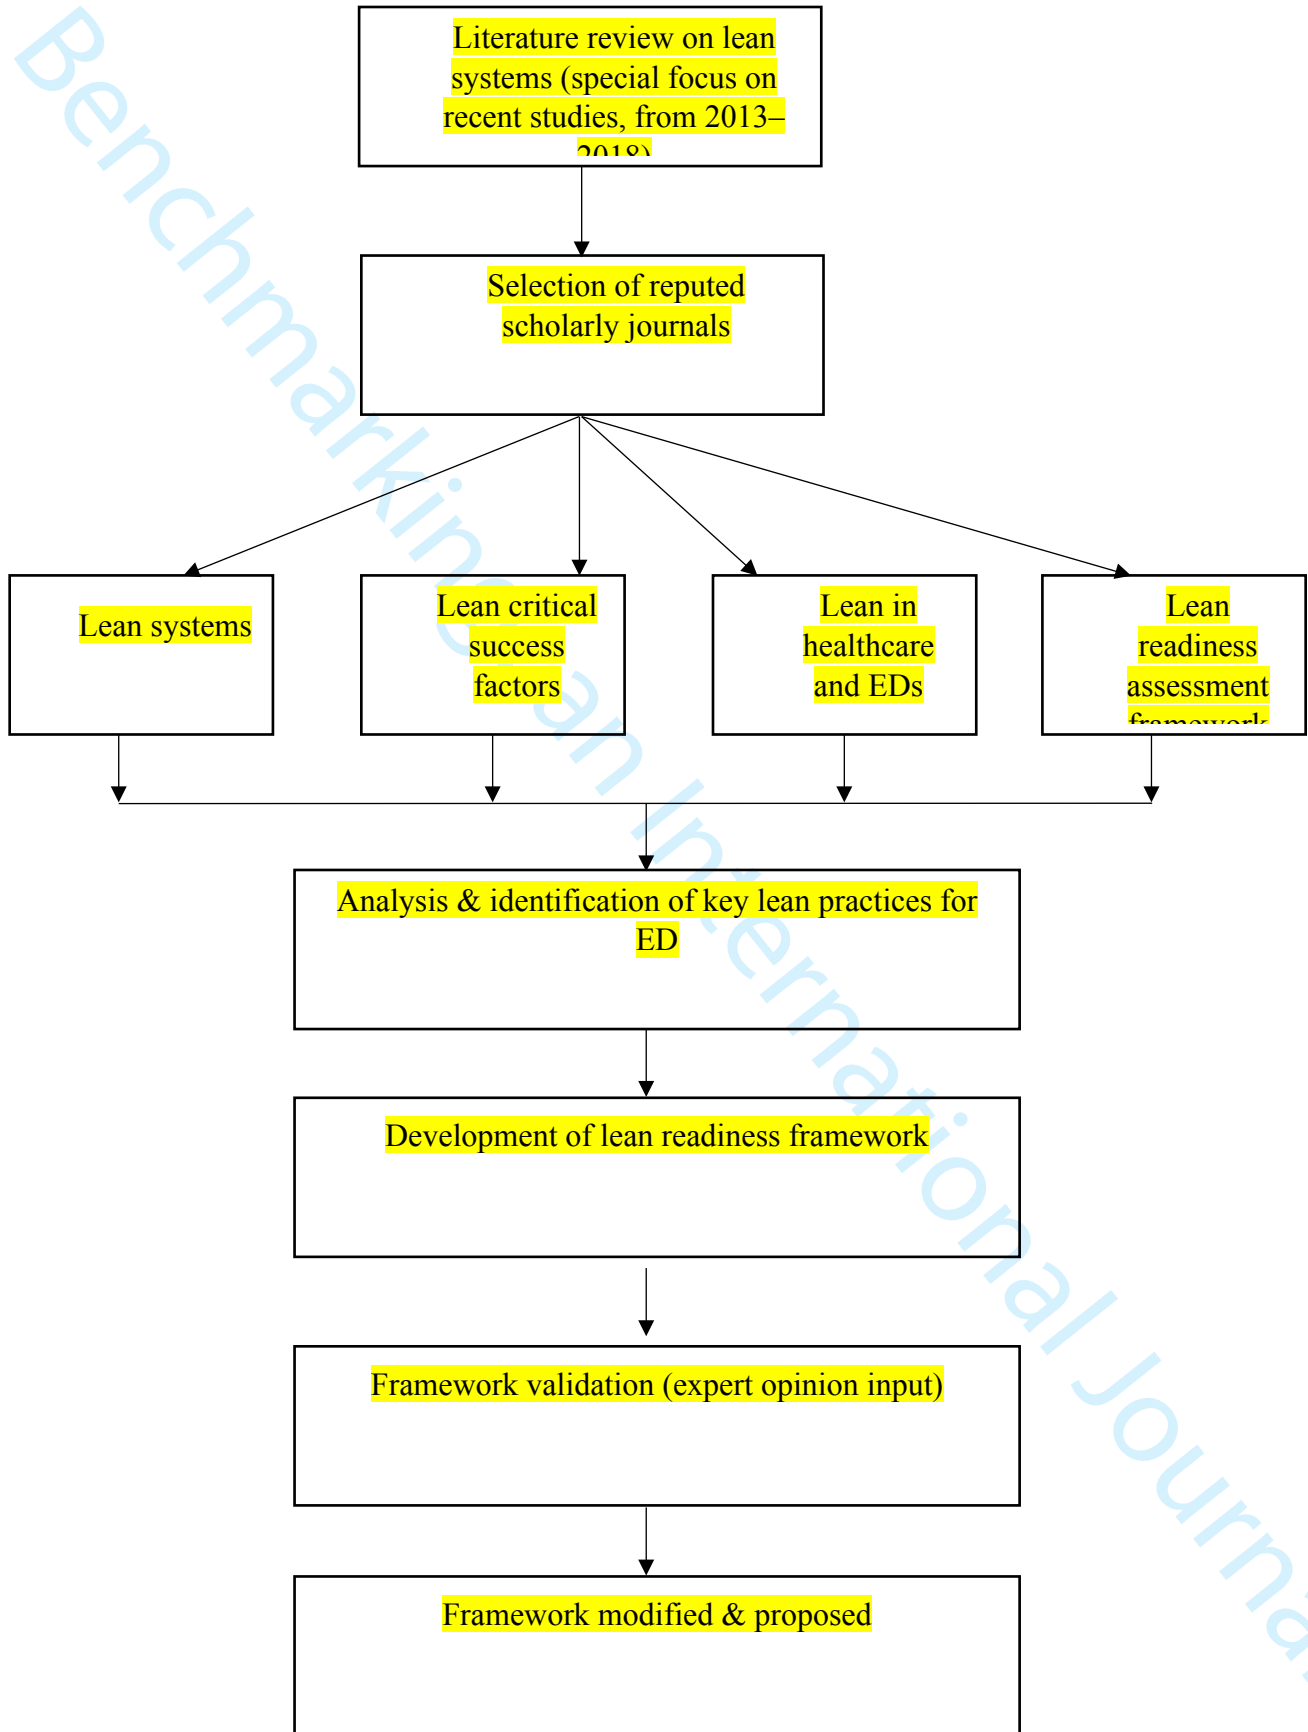 Literature review on lean
systems (special focus on
recent studies, from 2013–
2018)
Selection of reputed
scholarly journals
Lean systems
Lean critical
success
factors
Lean in
healthcare
and EDs
Lean
readiness
assessment
framework
Analysis & identification of key lean practices for
ED
Development of lean readiness framework
Framework validation (expert opinion input)
Framework modified & proposed
Benchmarking: an International Journal